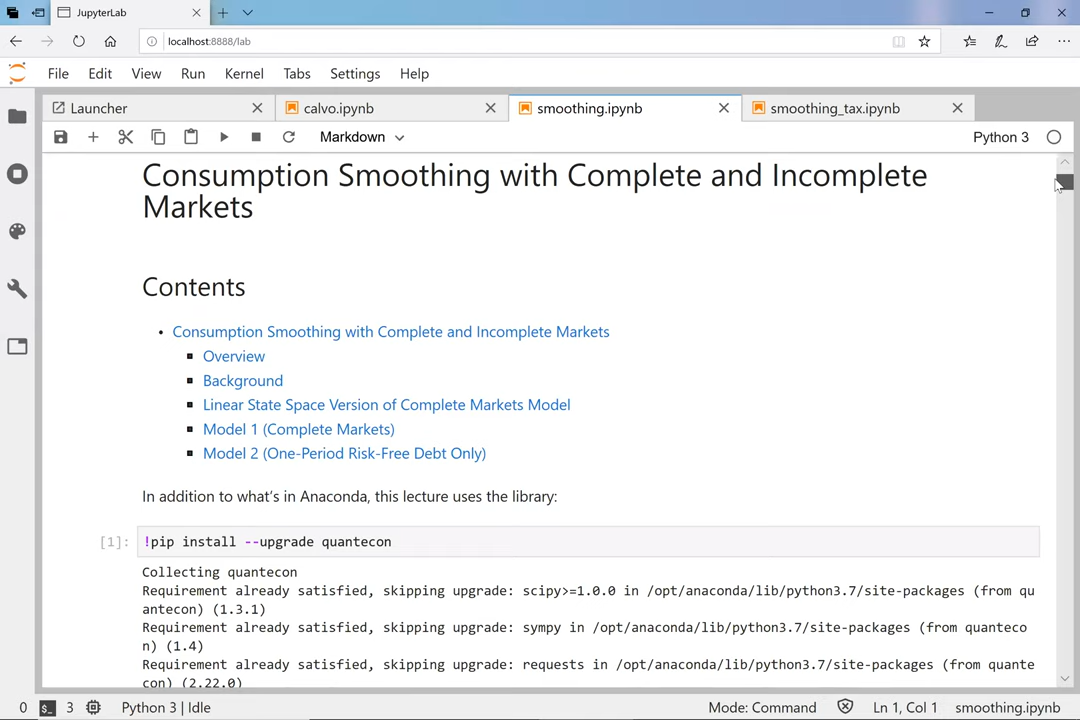 JupyterLab
localhost:8888/lab
File Edit View Run Kernel Tabs Settings Help
Launcher calvo.ipynb smoothing.ipynb smoothing_tax.ipynb
Markdown Python 3
Consumption Smoothing with Complete and Incomplete
Markets
Contents
• Consumption Smoothing with Complete and Incomplete Markets
▪ Overview
▪ Background
▪ Linear State Space Version of Complete Markets Model
▪ Model 1 (Complete Markets)
▪ Model 2 (One-Period Risk-Free Debt Only)
In addition to what's in Anaconda, this lecture uses the library:
[1]: !pip install --upgrade quantecon
Collecting quantecon
Requirement already satisfied, skipping upgrade: scipy>=1.0.0 in /opt/anaconda/lib/python3.7/site-packages (from qu
antecon) (1.3.1)
Requirement already satisfied, skipping upgrade: sympy in /opt/anaconda/lib/python3.7/site-packages (from quanteco
n) (1.4)
Requirement already satisfied, skipping upgrade: requests in /opt/anaconda/lib/python3.7/site-packages (from quante
con) (2.22.0)
0 $_ 3 Python 3 | Idle Mode: Command Ln 1, Col 1 smoothing.ipynb